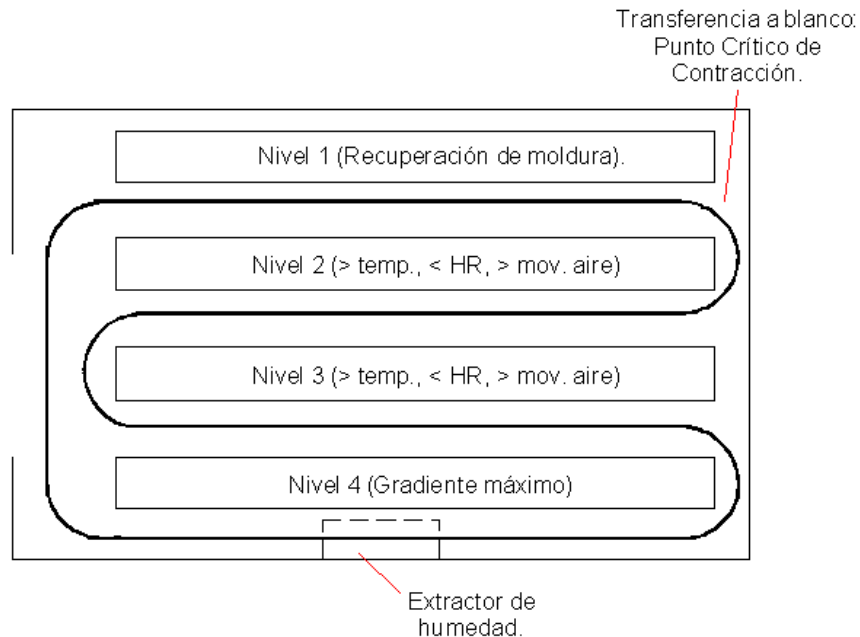 Transferencia a blanco:
Punto Crítico de
Contracción.
Nivel 1 (Recuperación de moldura).
Nivel 2 (> temp., < HR, > mov. aire)
Nivel 3 (> temp., < HR, > mov. aire)
Nivel 4 (Gradiente máximo)
Extractor de
humedad.